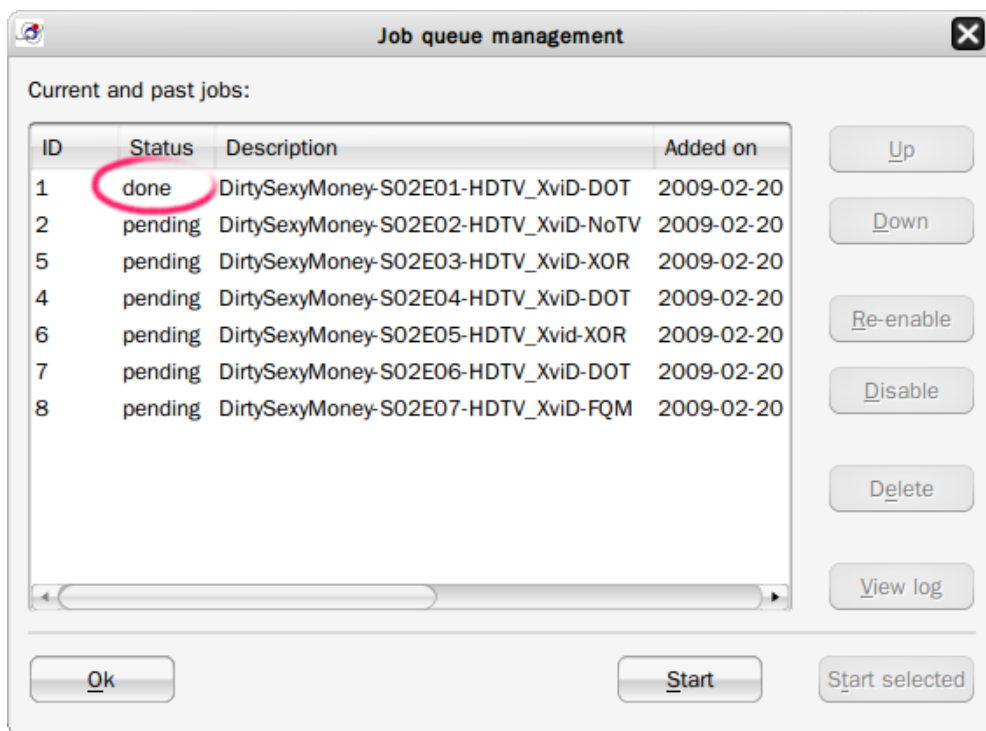 Job queue management
Current and past jobs:
ID Status Description Added on
1 done DirtySexyMoney-S02E01-HDTV_XviD-DOT 2009-02-20
2 pending DirtySexyMoney-S02E02-HDTV_XviD-NoTV 2009-02-20
5 pending DirtySexyMoney-S02E03-HDTV_XviD-XOR 2009-02-20
4 pending DirtySexyMoney-S02E04-HDTV_XviD-DOT 2009-02-20
6 pending DirtySexyMoney-S02E05-HDTV_Xvid-XOR 2009-02-20
7 pending DirtySexyMoney-S02E06-HDTV_XviD-DOT 2009-02-20
8 pending DirtySexyMoney-S02E07-HDTV_XviD-FQM 2009-02-20
Up
Down
Re-enable
Disable
Delete
View log
Ok Start Start selected